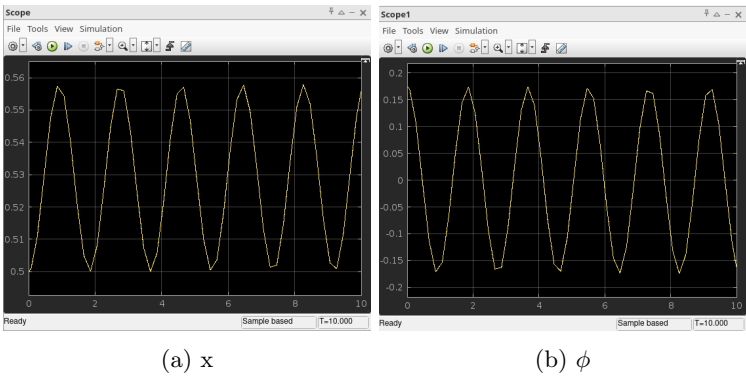 Scope
File Tools View Simulation
0.56
0.55
0.54
0.53
0.52
0.51
0.5
0 2 4 6 8 10
Ready Sample based T=10.000
(a) x
Scope1
File Tools View Simulation
0.2
0.15
0.1
0.05
0
-0.05
-0.1
-0.15
-0.2
0 2 4 6 8 10
Ready Sample based T=10.000
(b) ϕ